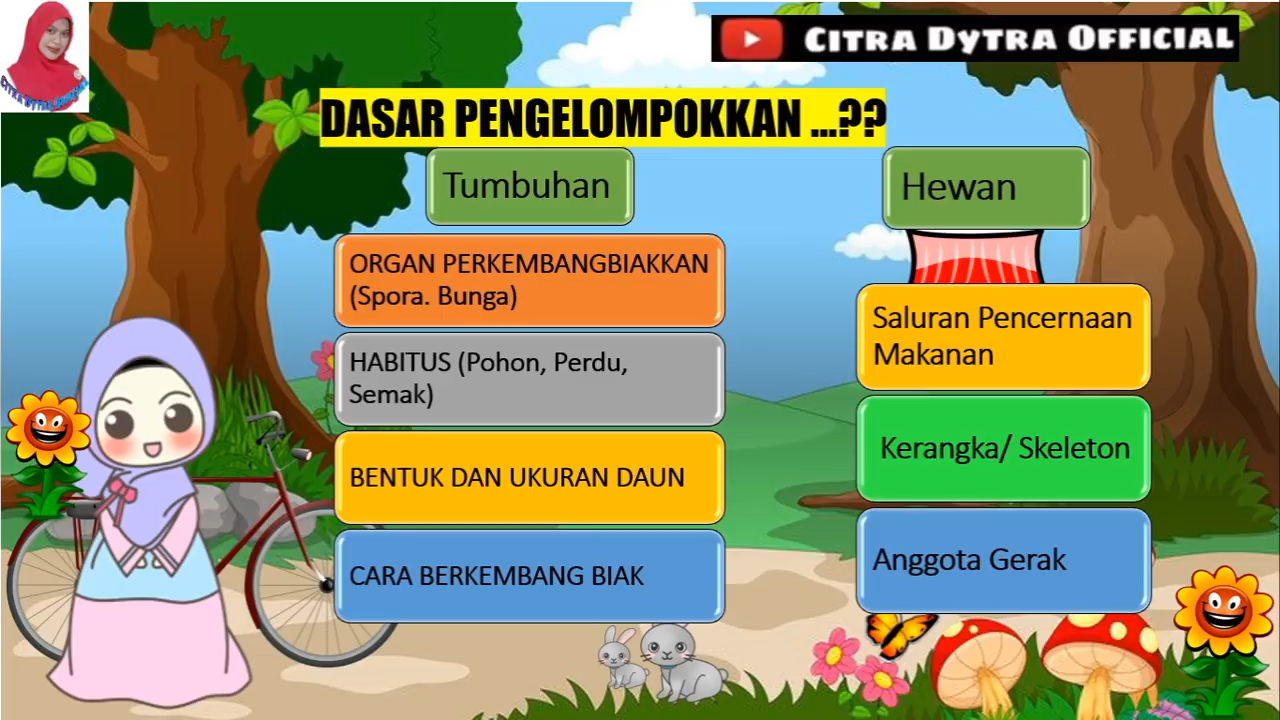 CITRA DYTRA OFFICIAL
DASAR PENGELOMPOKKAN ...??
Tumbuhan
ORGAN PERKEMBANGBIAKKAN
(Spora. Bunga)
HABITUS (Pohon, Perdu,
Semak)
BENTUK DAN UKURAN DAUN
CARA BERKEMBANG BIAK
Hewan
Saluran Pencernaan
Makanan
Kerangka/ Skeleton
Anggota Gerak